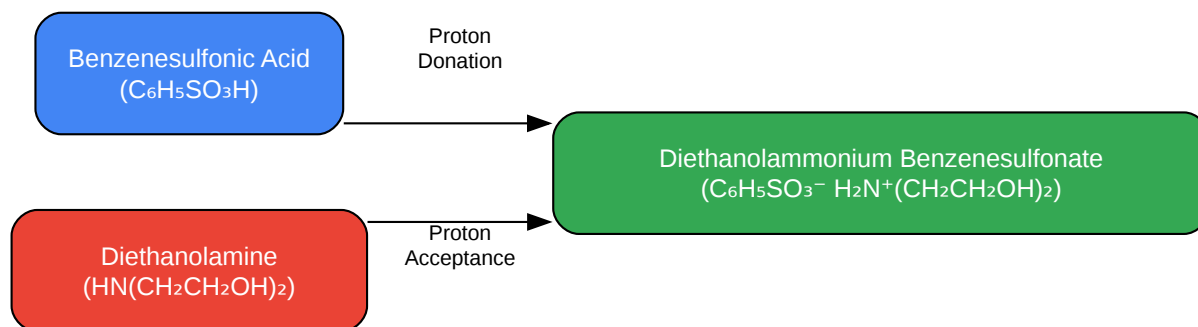 Benzenesulfonic Acid
(C₆H₅SO₃H)
Proton
Donation
Diethanolammonium Benzenesulfonate
(C₆H₅SO₃⁻ H₂N⁺(CH₂CH₂OH)₂)
Diethanolamine
(HN(CH₂CH₂OH)₂)
Proton
Acceptance